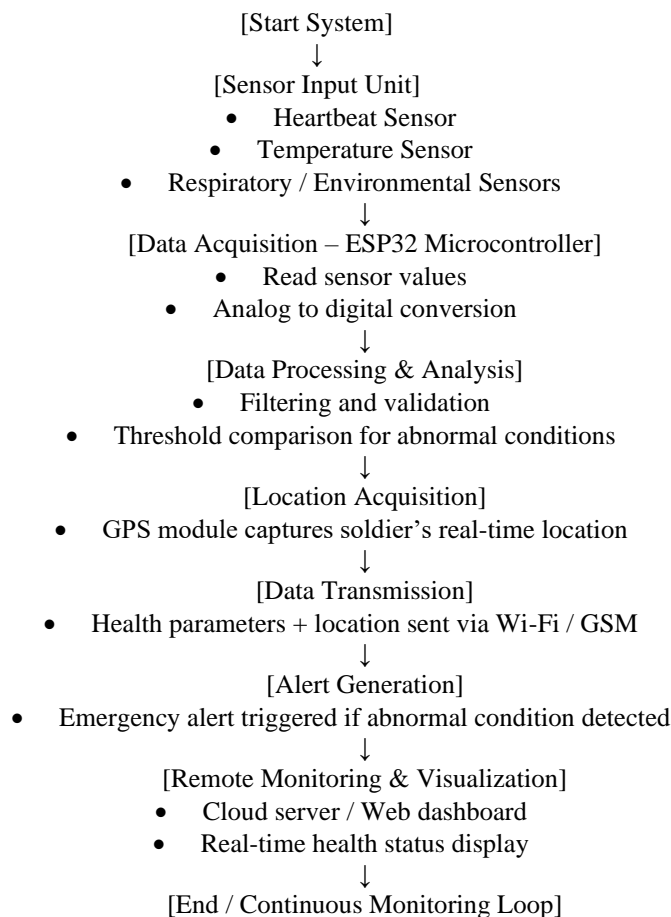 [Start System]
↓
[Sensor Input Unit]
• Heartbeat Sensor
• Temperature Sensor
• Respiratory / Environmental Sensors
↓
[Data Acquisition – ESP32 Microcontroller]
• Read sensor values
• Analog to digital conversion
↓
[Data Processing & Analysis]
• Filtering and validation
• Threshold comparison for abnormal conditions
↓
[Location Acquisition]
• GPS module captures soldier’s real-time location
↓
[Data Transmission]
• Health parameters + location sent via Wi-Fi / GSM
↓
[Alert Generation]
• Emergency alert triggered if abnormal condition detected
↓
[Remote Monitoring & Visualization]
• Cloud server / Web dashboard
• Real-time health status display
↓
[End / Continuous Monitoring Loop]